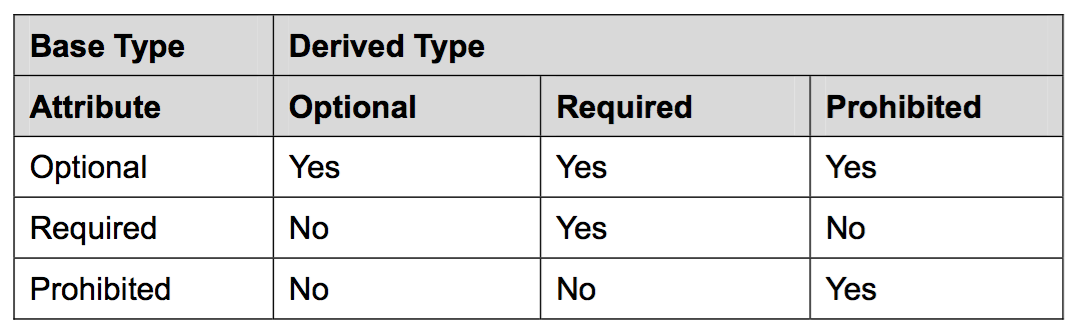 Base Type Derived Type
Attribute Optional Required Prohibited
Optional Yes Yes Yes
Required No Yes No
Prohibited No No Yes